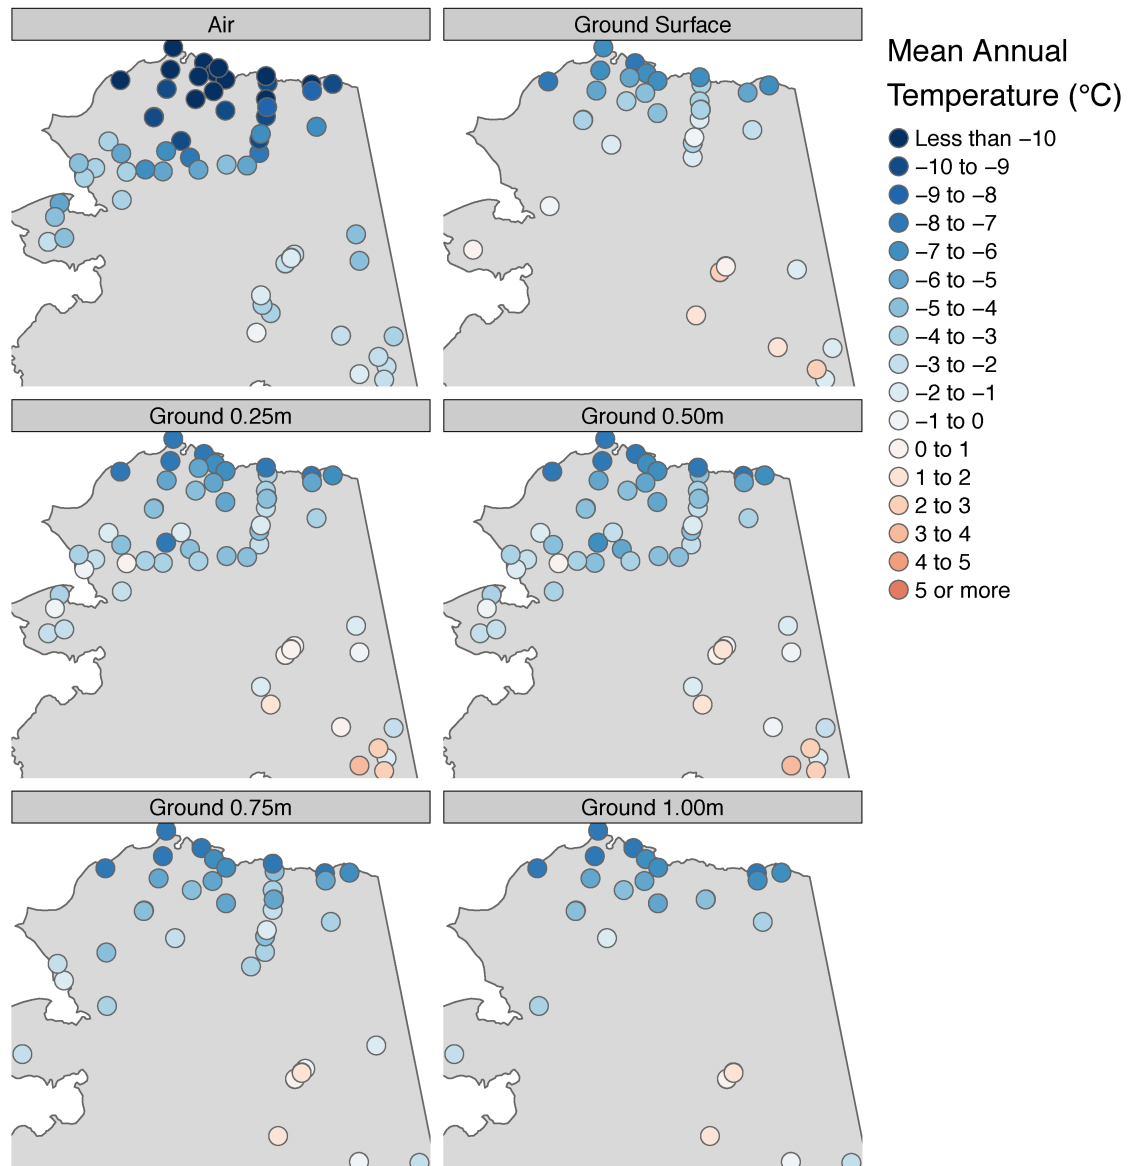 Air
Ground Surface
Mean Annual
Temperature (°C)
Less than −10
−10 to −9
−9 to −8
−8 to −7
−7 to −6
−6 to −5
−5 to −4
−4 to −3
−3 to −2
−2 to −1
−1 to 0
0 to 1
1 to 2
2 to 3
3 to 4
4 to 5
5 or more
Ground 0.25m
Ground 0.50m
Ground 0.75m
Ground 1.00m